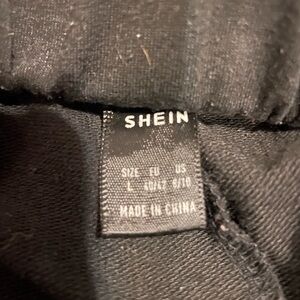 SHEIN
SIZE EU US
L 40/42 8/10
MADE IN CHINA